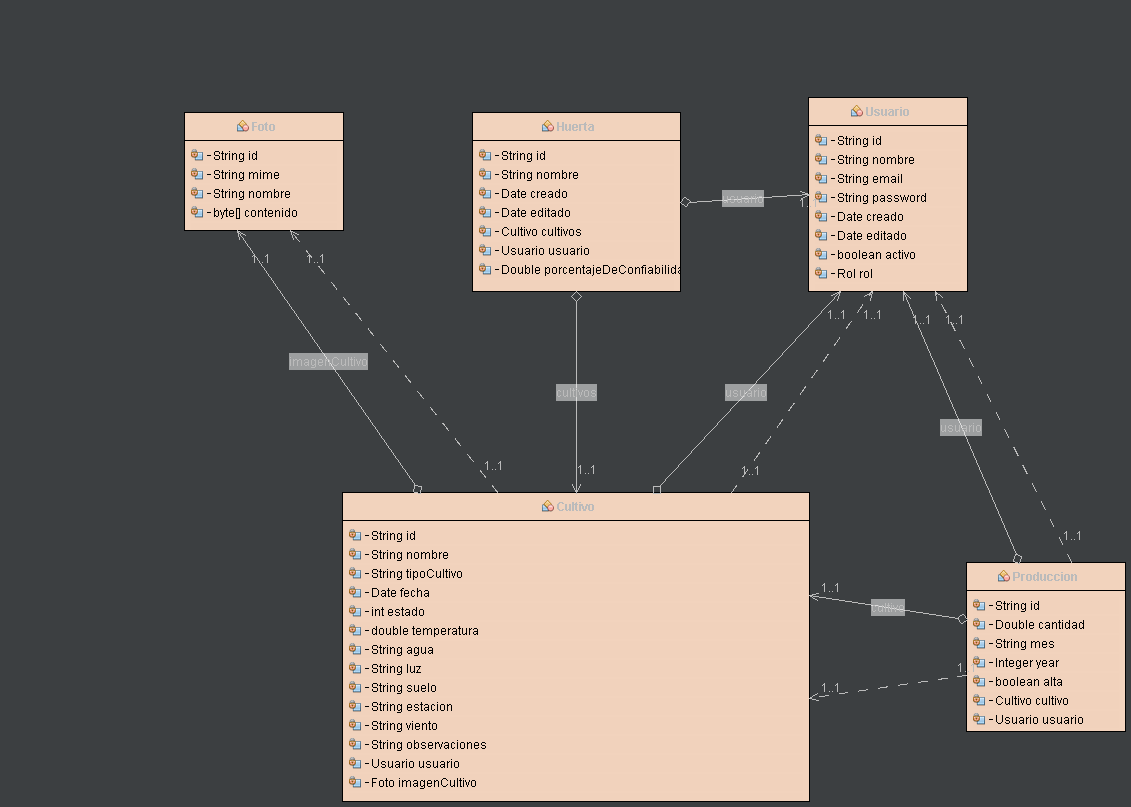 Foto
- String id
- String mime
- String nombre
- byte[] contenido
Huerta
- String id
- String nombre
- Date creado
- Date editado
- Cultivo cultivos
- Usuario usuario
- Double porcentajeDeConfiabilida
Usuario
- String id
- String nombre
- String email
- String password
- Date creado
- Date editado
- boolean activo
- Rol rol
usuario
1..1
1..1
1..1
1..1
1..1
1..1
imagenCultivo
cultivos
usuario
usuario
1..1
1..1
1..1
1..1
Cultivo
- String id
- String nombre
- String tipoCultivo
- Date fecha
- int estado
- double temperatura
- String agua
- String luz
- String suelo
- String estacion
- String viento
- String observaciones
- Usuario usuario
- Foto imagenCultivo
1..1
cultivo
1..1
Produccion
- String id
- Double cantidad
- String mes
- Integer year
- boolean alta
- Cultivo cultivo
- Usuario usuario